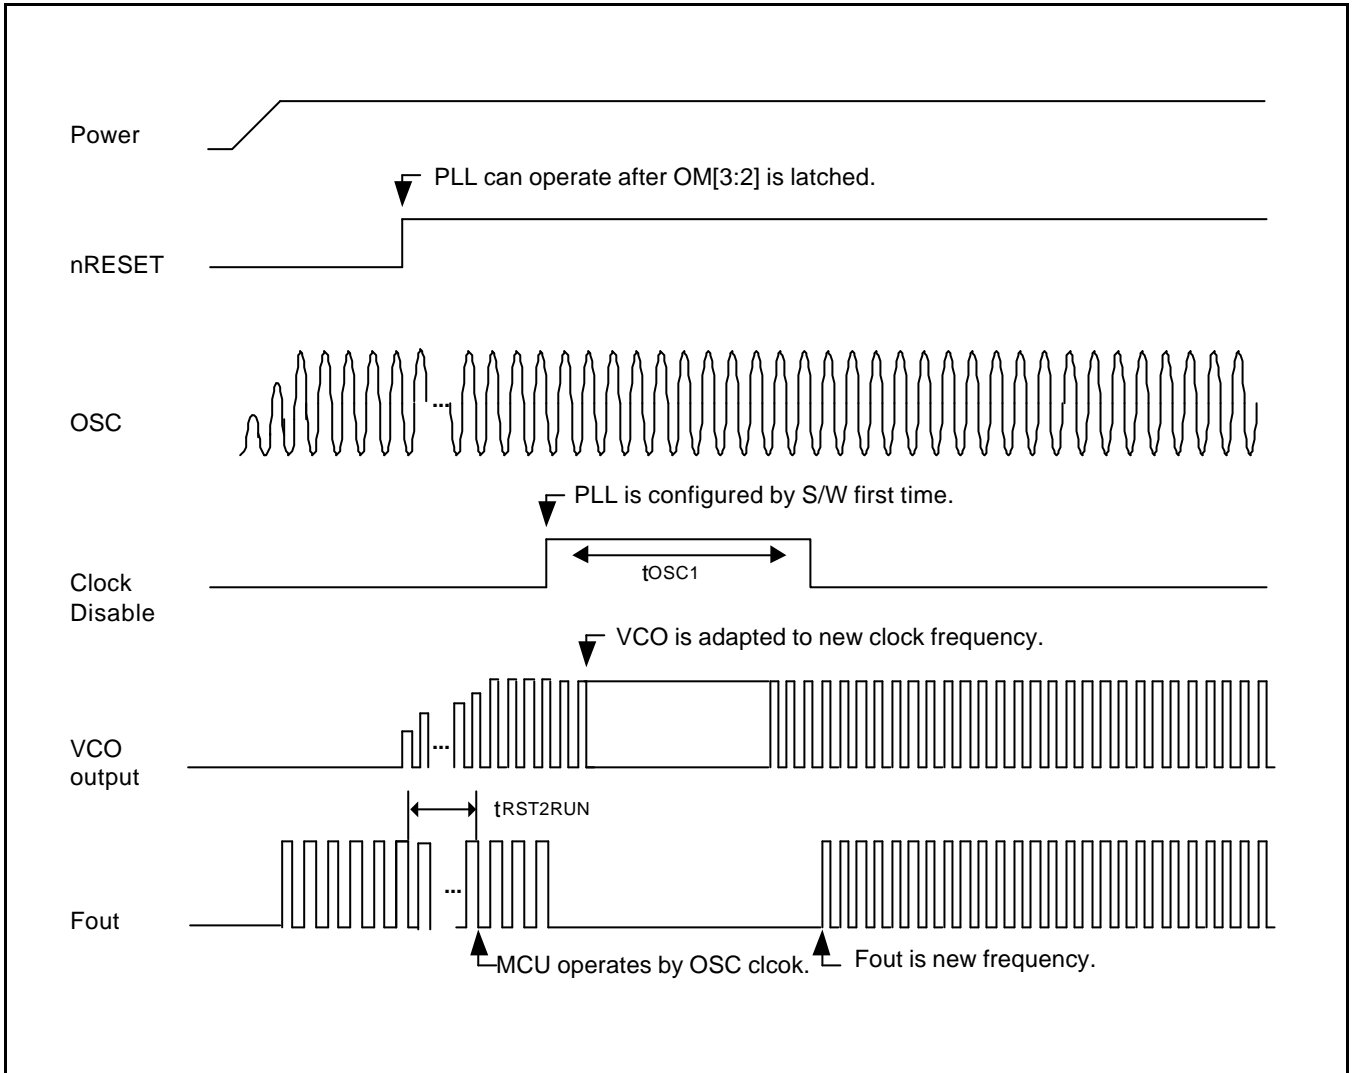 Power
PLL can operate after OM[3:2] is latched.
nRESET
...
OSC
PLL is configured by S/W first time.
tOSC1
Clock
Disable
VCO is adapted to new clock frequency.
...
VCO
output
tRST2RUN
...
Fout
MCU operates by OSC clcok.
Fout is new frequency.